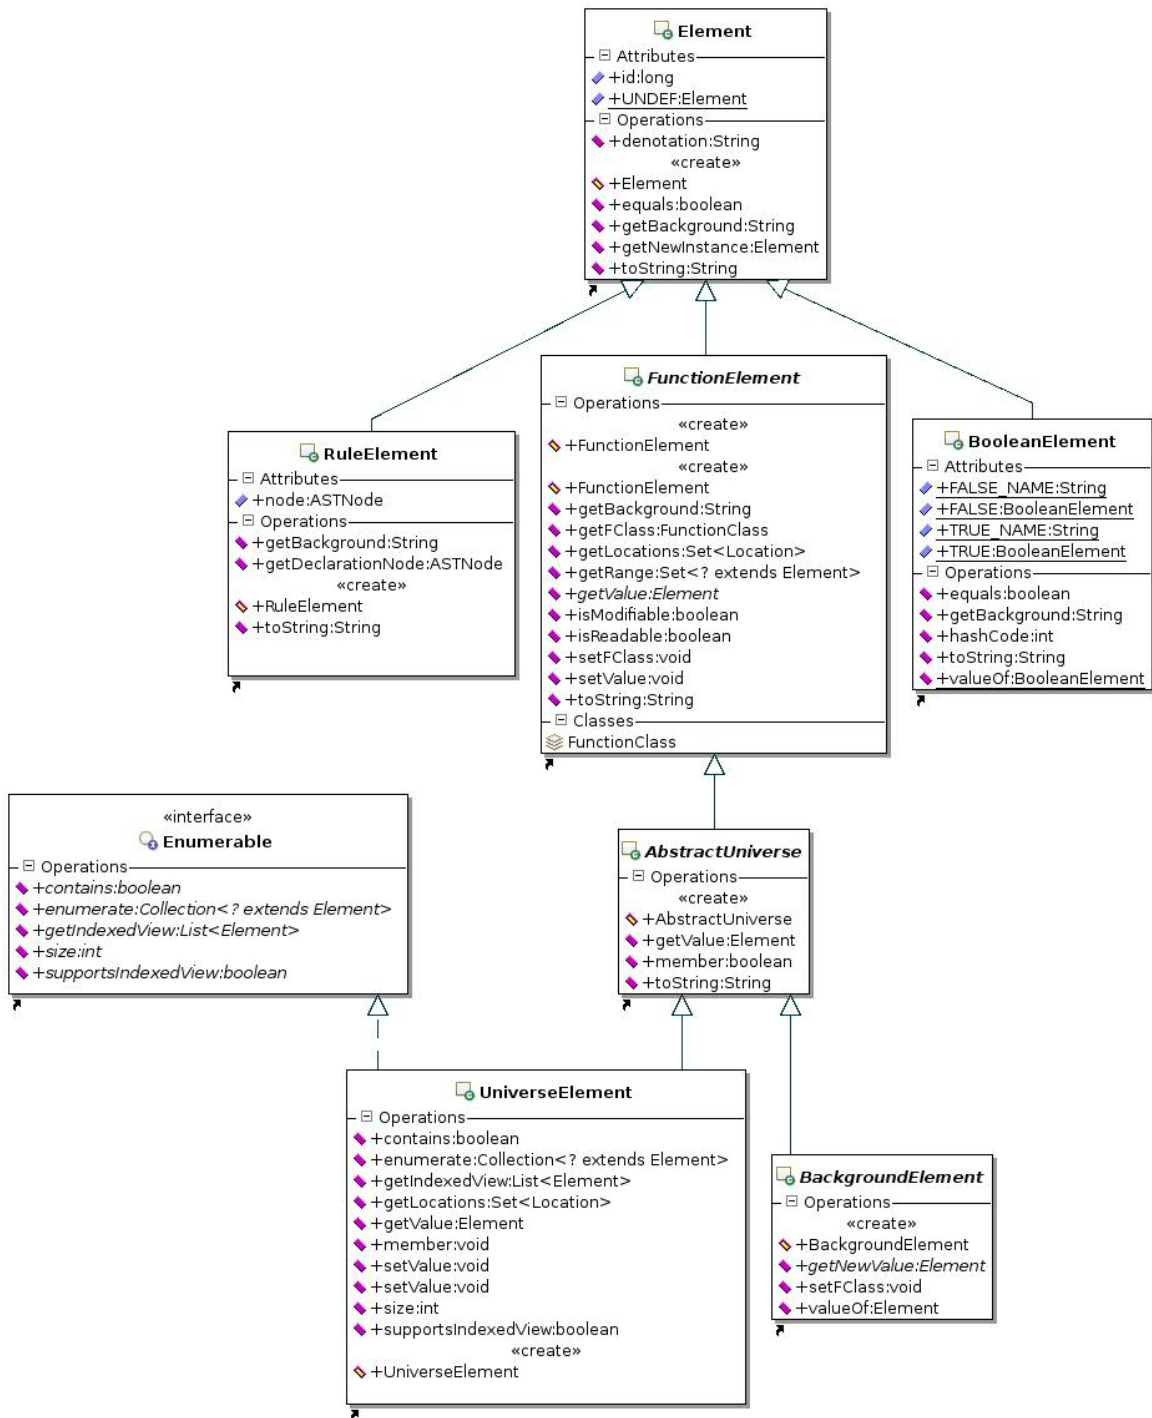 Element
Attributes
+id:long
+UNDEF:Element
Operations
+denotation:String
«create»
+Element
+equals:boolean
+getBackground:String
+getNewInstance:Element
+toString:String
RuleElement
Attributes
+node:ASTNode
Operations
+getBackground:String
+getDeclarationNode:ASTNode
«create»
+RuleElement
+toString:String
FunctionElement
Operations
«create»
+FunctionElement
«create»
+FunctionElement
+getBackground:String
+getFClass:FunctionClass
+getLocations:Set<Location>
+getRange:Set<? extends Element>
+getValue:Element
+isModifiable:boolean
+isReadable:boolean
+setFClass:void
+setValue:void
+toString:String
Classes
FunctionClass
BooleanElement
Attributes
+FALSE_NAME:String
+FALSE:BooleanElement
+TRUE_NAME:String
+TRUE:BooleanElement
Operations
+equals:boolean
+getBackground:String
+hashCode:int
+toString:String
+valueOf:BooleanElement
«interface»
Enumerable
Operations
+contains:boolean
+enumerate:Collection<? extends Element>
+getIndexedView:List<Element>
+size:int
+supportsIndexedView:boolean
AbstractUniverse
Operations
«create»
+AbstractUniverse
+getValue:Element
+member:boolean
+toString:String
UniverseElement
Operations
+contains:boolean
+enumerate:Collection<? extends Element>
+getIndexedView:List<Element>
+getLocations:Set<Location>
+getValue:Element
+member:void
+setValue:void
+setValue:void
+size:int
+supportsIndexedView:boolean
«create»
+UniverseElement
BackgroundElement
Operations
«create»
+BackgroundElement
+getNewValue:Element
+setFClass:void
+valueOf:Element